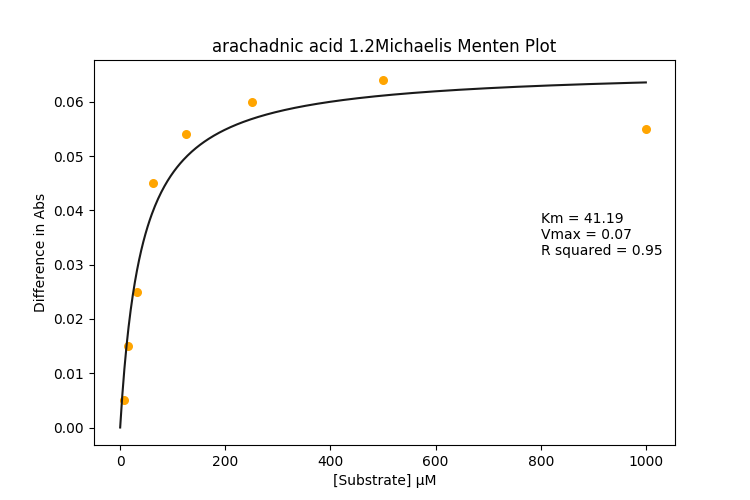 arachadnic acid 1.2Michaelis Menten Plot
0.06
0.05
0.04
0.03
0.02
0.01
0.00
Difference in Abs
Km = 41.19
Vmax = 0.07
R squared = 0.95
0 200 400 600 800 1000
[Substrate] μM